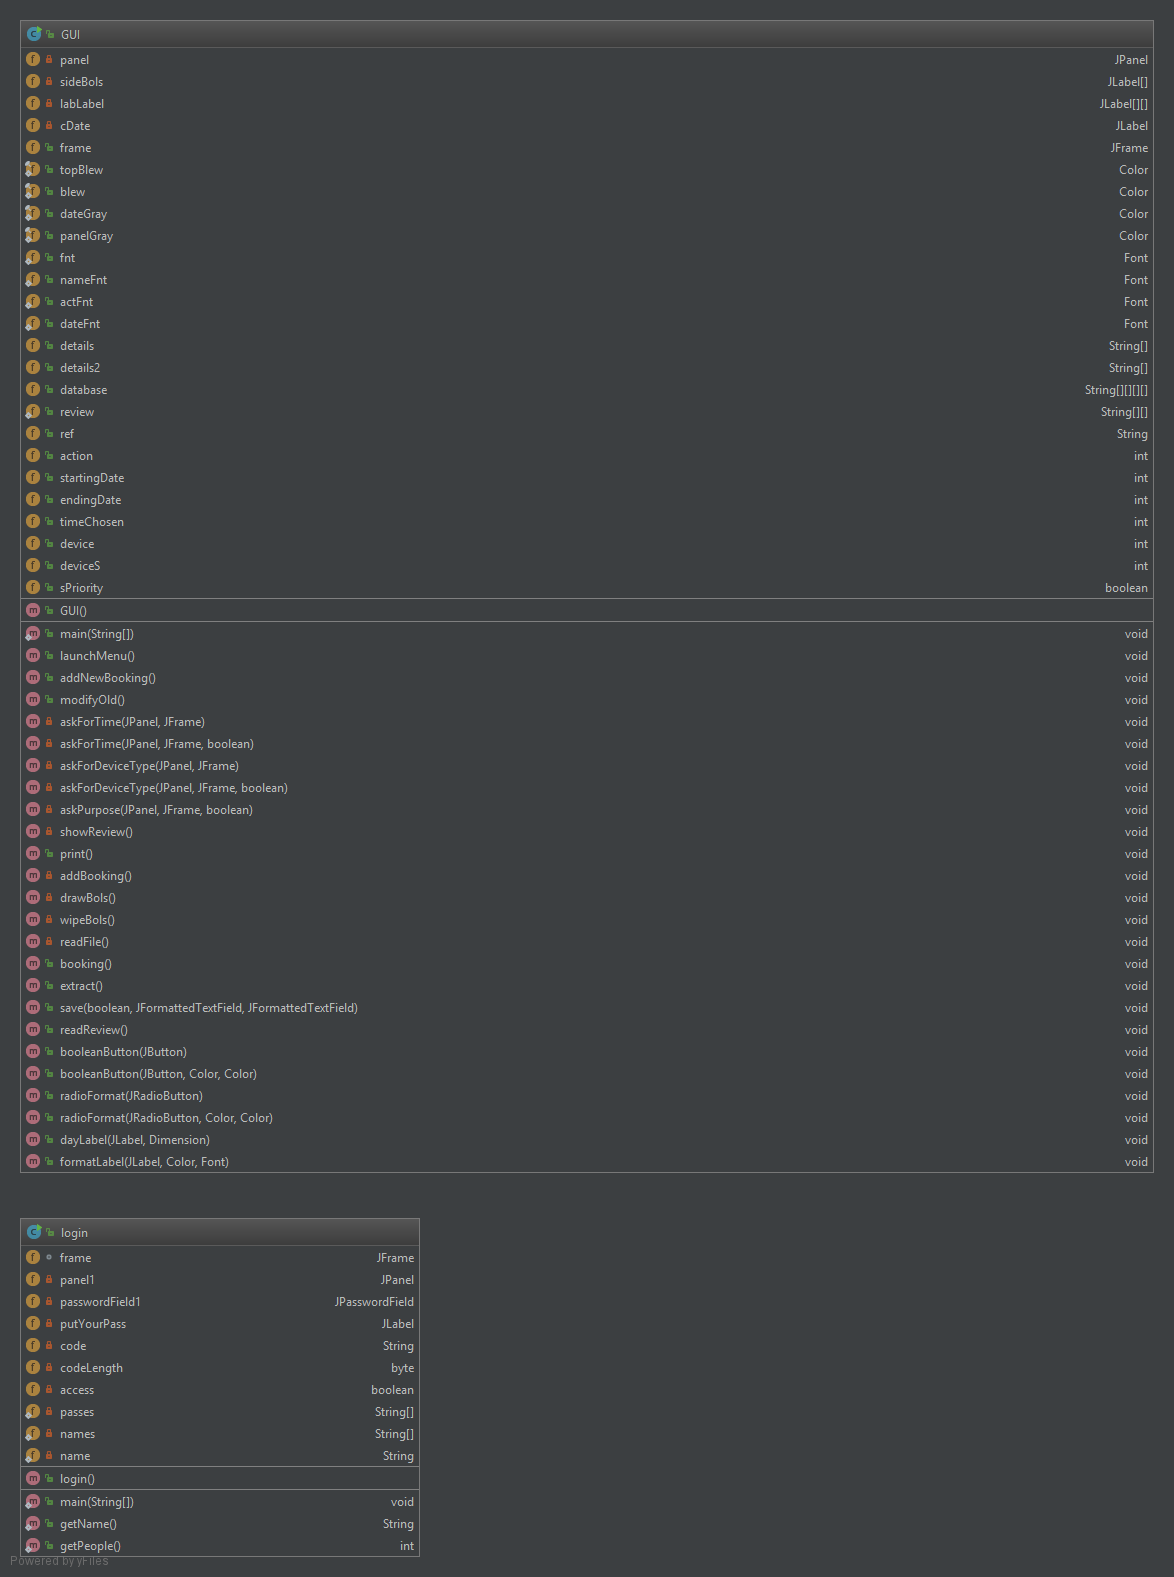 GUI
panel JPanel
sideBols JLabel[]
labLabel JLabel[][]
cDate JLabel
frame JFrame
topBlew Color
blew Color
dateGray Color
panelGray Color
fnt Font
nameFnt Font
actFnt Font
dateFnt Font
details String[]
details2 String[]
database String[][][][]
review String[][]
ref String
action int
startingDate int
endingDate int
timeChosen int
device int
deviceS int
sPriority boolean
GUI()
main(String[]) void
launchMenu() void
addNewBooking() void
modifyOld() void
askForTime(JPanel, JFrame) void
askForTime(JPanel, JFrame, boolean) void
askForDeviceType(JPanel, JFrame) void
askForDeviceType(JPanel, JFrame, boolean) void
askPurpose(JPanel, JFrame, boolean) void
showReview() void
print() void
addBooking() void
drawBols() void
wipeBols() void
readFile() void
booking() void
extract() void
save(boolean, JFormattedTextField, JFormattedTextField) void
readReview() void
booleanButton(JButton) void
booleanButton(JButton, Color, Color) void
radioFormat(JRadioButton) void
radioFormat(JRadioButton, Color, Color) void
dayLabel(JLabel, Dimension) void
formatLabel(JLabel, Color, Font) void
login
frame JFrame
panel1 JPanel
passwordField1 JPasswordField
putYourPass JLabel
code String
codeLength byte
access boolean
passes String[]
names String[]
name String
login()
main(String[]) void
getName() String
getPeople() int
Powered by yFiles